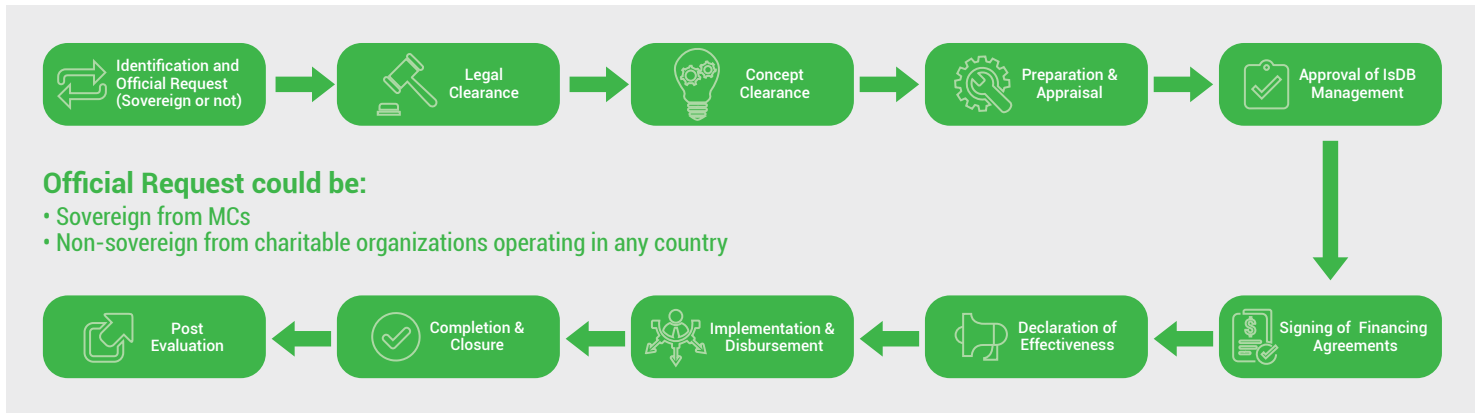 Identification and
Official Request
(Sovereign or not)
Legal
Clearance
Concept
Clearance
Preparation &
Appraisal
Approval of IsDB
Management
Official Request could be:
• Sovereign from MCs
• Non-sovereign from charitable organizations operating in any country
Post
Evaluation
Completion &
Closure
Implementation &
Disbursement
Declaration of
Effectiveness
$
Signing of Financing
Agreements